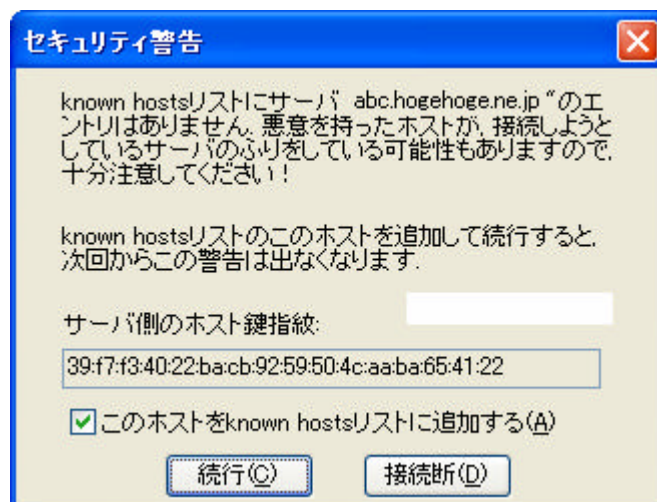 セキュリティ警告
known hostsリストにサーバ abc.hogehoge.ne.jp "のエ
ントリはありません. 悪意を持ったホストが, 接続しようと
しているサーバのふりをしている可能性もありますので,
十分注意してください！
known hostsリストのこのホストを追加して続行すると,
次回からこの警告は出なくなります.
サーバ側のホスト鍵指紋:
39:f7:f3:40:22:ba:cb:92:59:50:4c:aa:ba:65:41:22
このホストをknown hostsリストに追加する(A)
続行(C) 接続断(D)